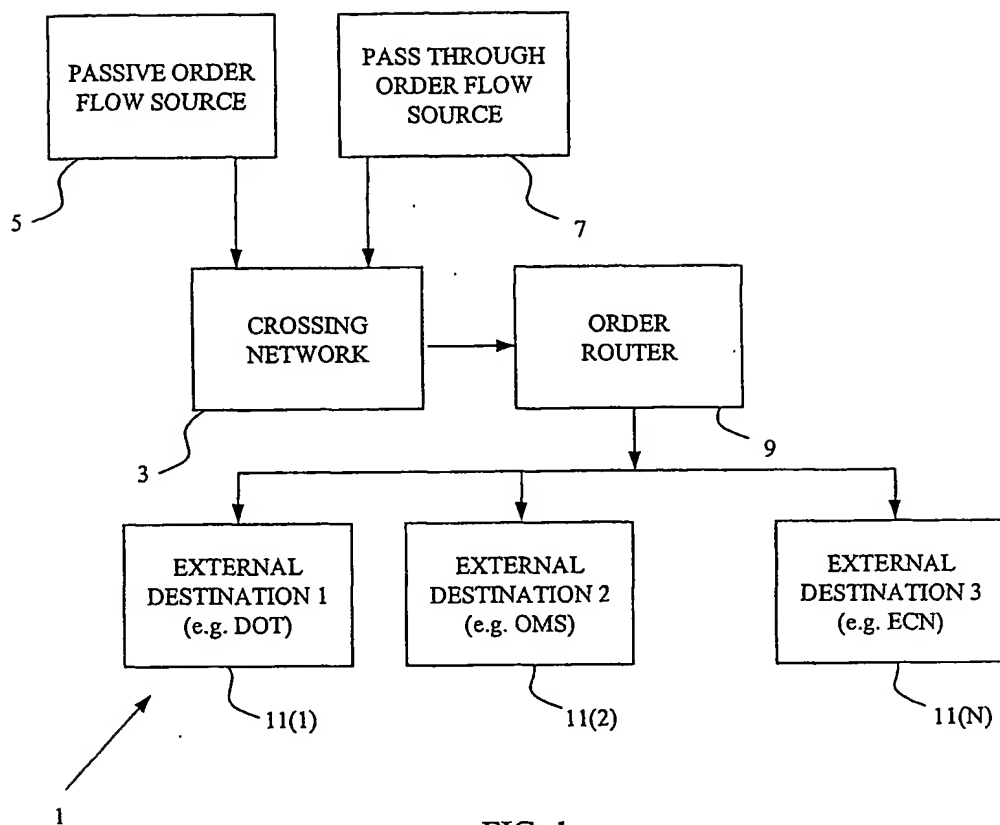 PASSIVE ORDER
FLOW SOURCE
PASS THROUGH
ORDER FLOW
SOURCE
5
7
CROSSING
NETWORK
ORDER
ROUTER
3
9
EXTERNAL
DESTINATION 1
(e.g. DOT)
EXTERNAL
DESTINATION 2
(e.g. OMS)
EXTERNAL
DESTINATION 3
(e.g. ECN)
11(1)
11(2)
11(N)
1